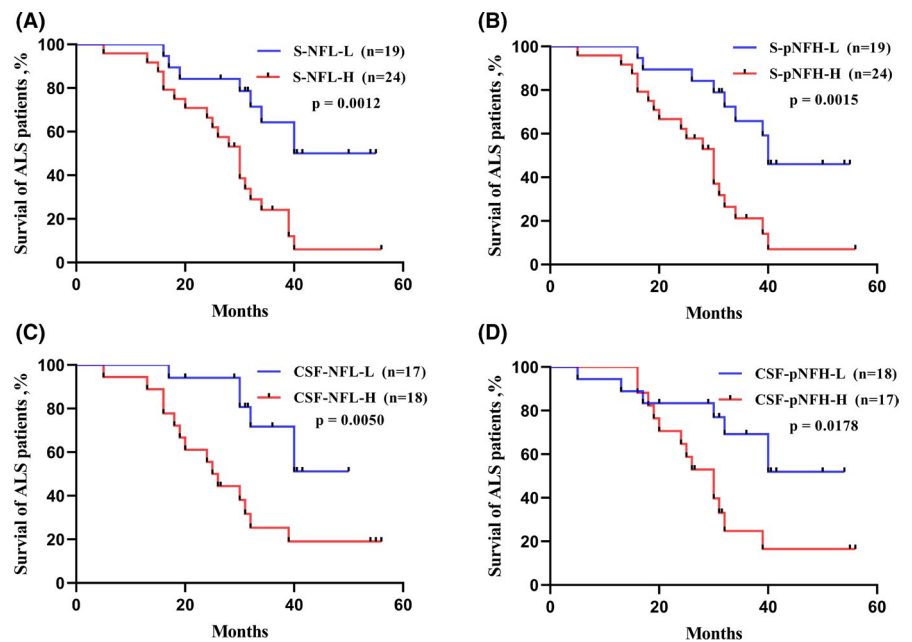 (A)
Survial of ALS patients ,%
100
80
60
40
20
0
0 20 40 60
Months
S-NFL-L (n=19)
S-NFL-H (n=24)
p = 0.0012
(B)
Survial of ALS patients ,%
100
80
60
40
20
0
0 20 40 60
Months
S-pNFH-L (n=19)
S-pNFH-H (n=24)
p = 0.0015
(C)
Survial of ALS patients ,%
100
80
60
40
20
0
0 20 40 60
Months
CSF-NFL-L (n=17)
CSF-NFL-H (n=18)
p = 0.0050
(D)
Survial of ALS patients ,%
100
80
60
40
20
0
0 20 40 60
Months
CSF-pNFH-L (n=18)
CSF-pNFH-H (n=17)
p = 0.0178